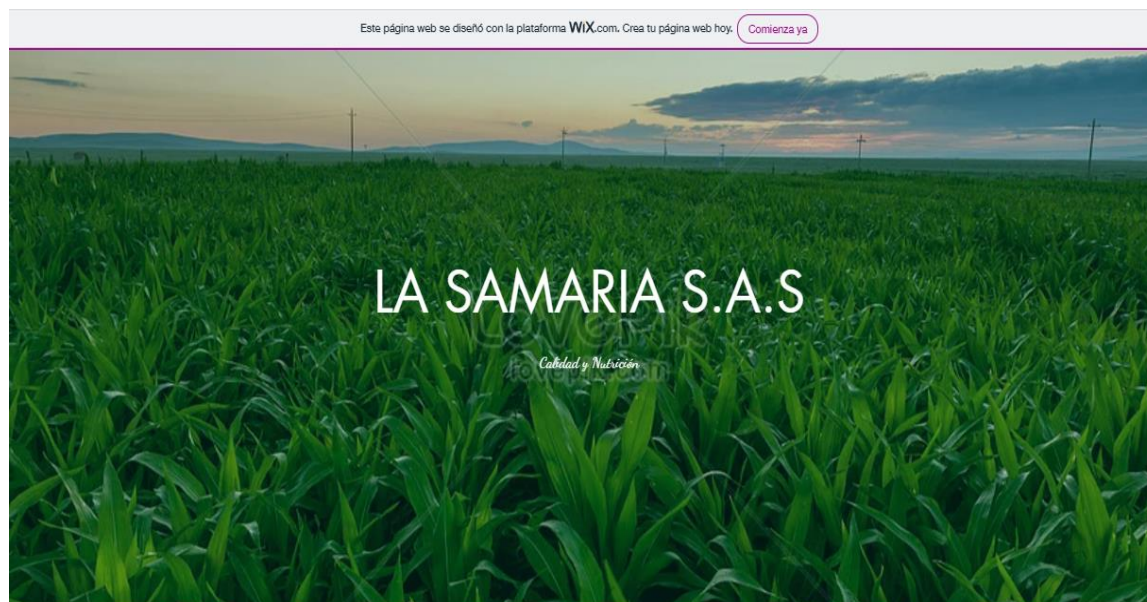 Este página web se diseñó con la plataforma WiX.com. Crea tu página web hoy. Comienza ya
LA SAMARIA S.A.S
Calidad y Nutrición